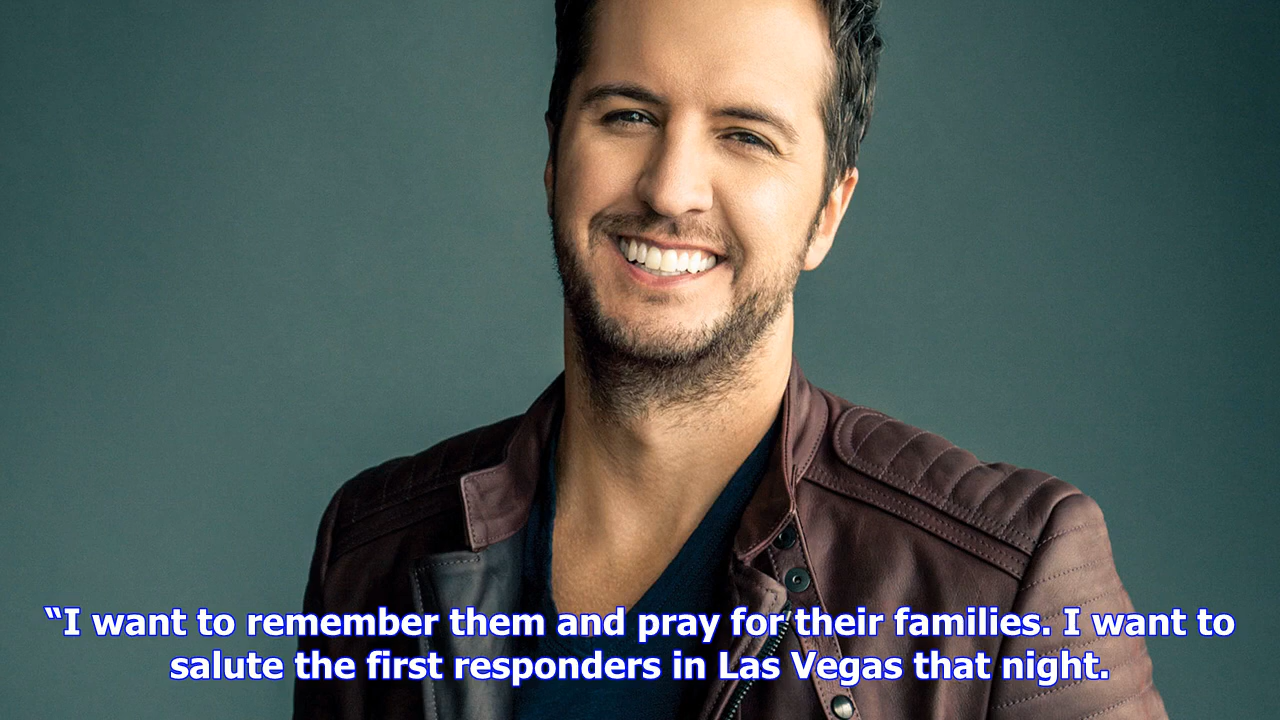 “I want to remember them and pray for their families. I want to
salute the first responders in Las Vegas that night.